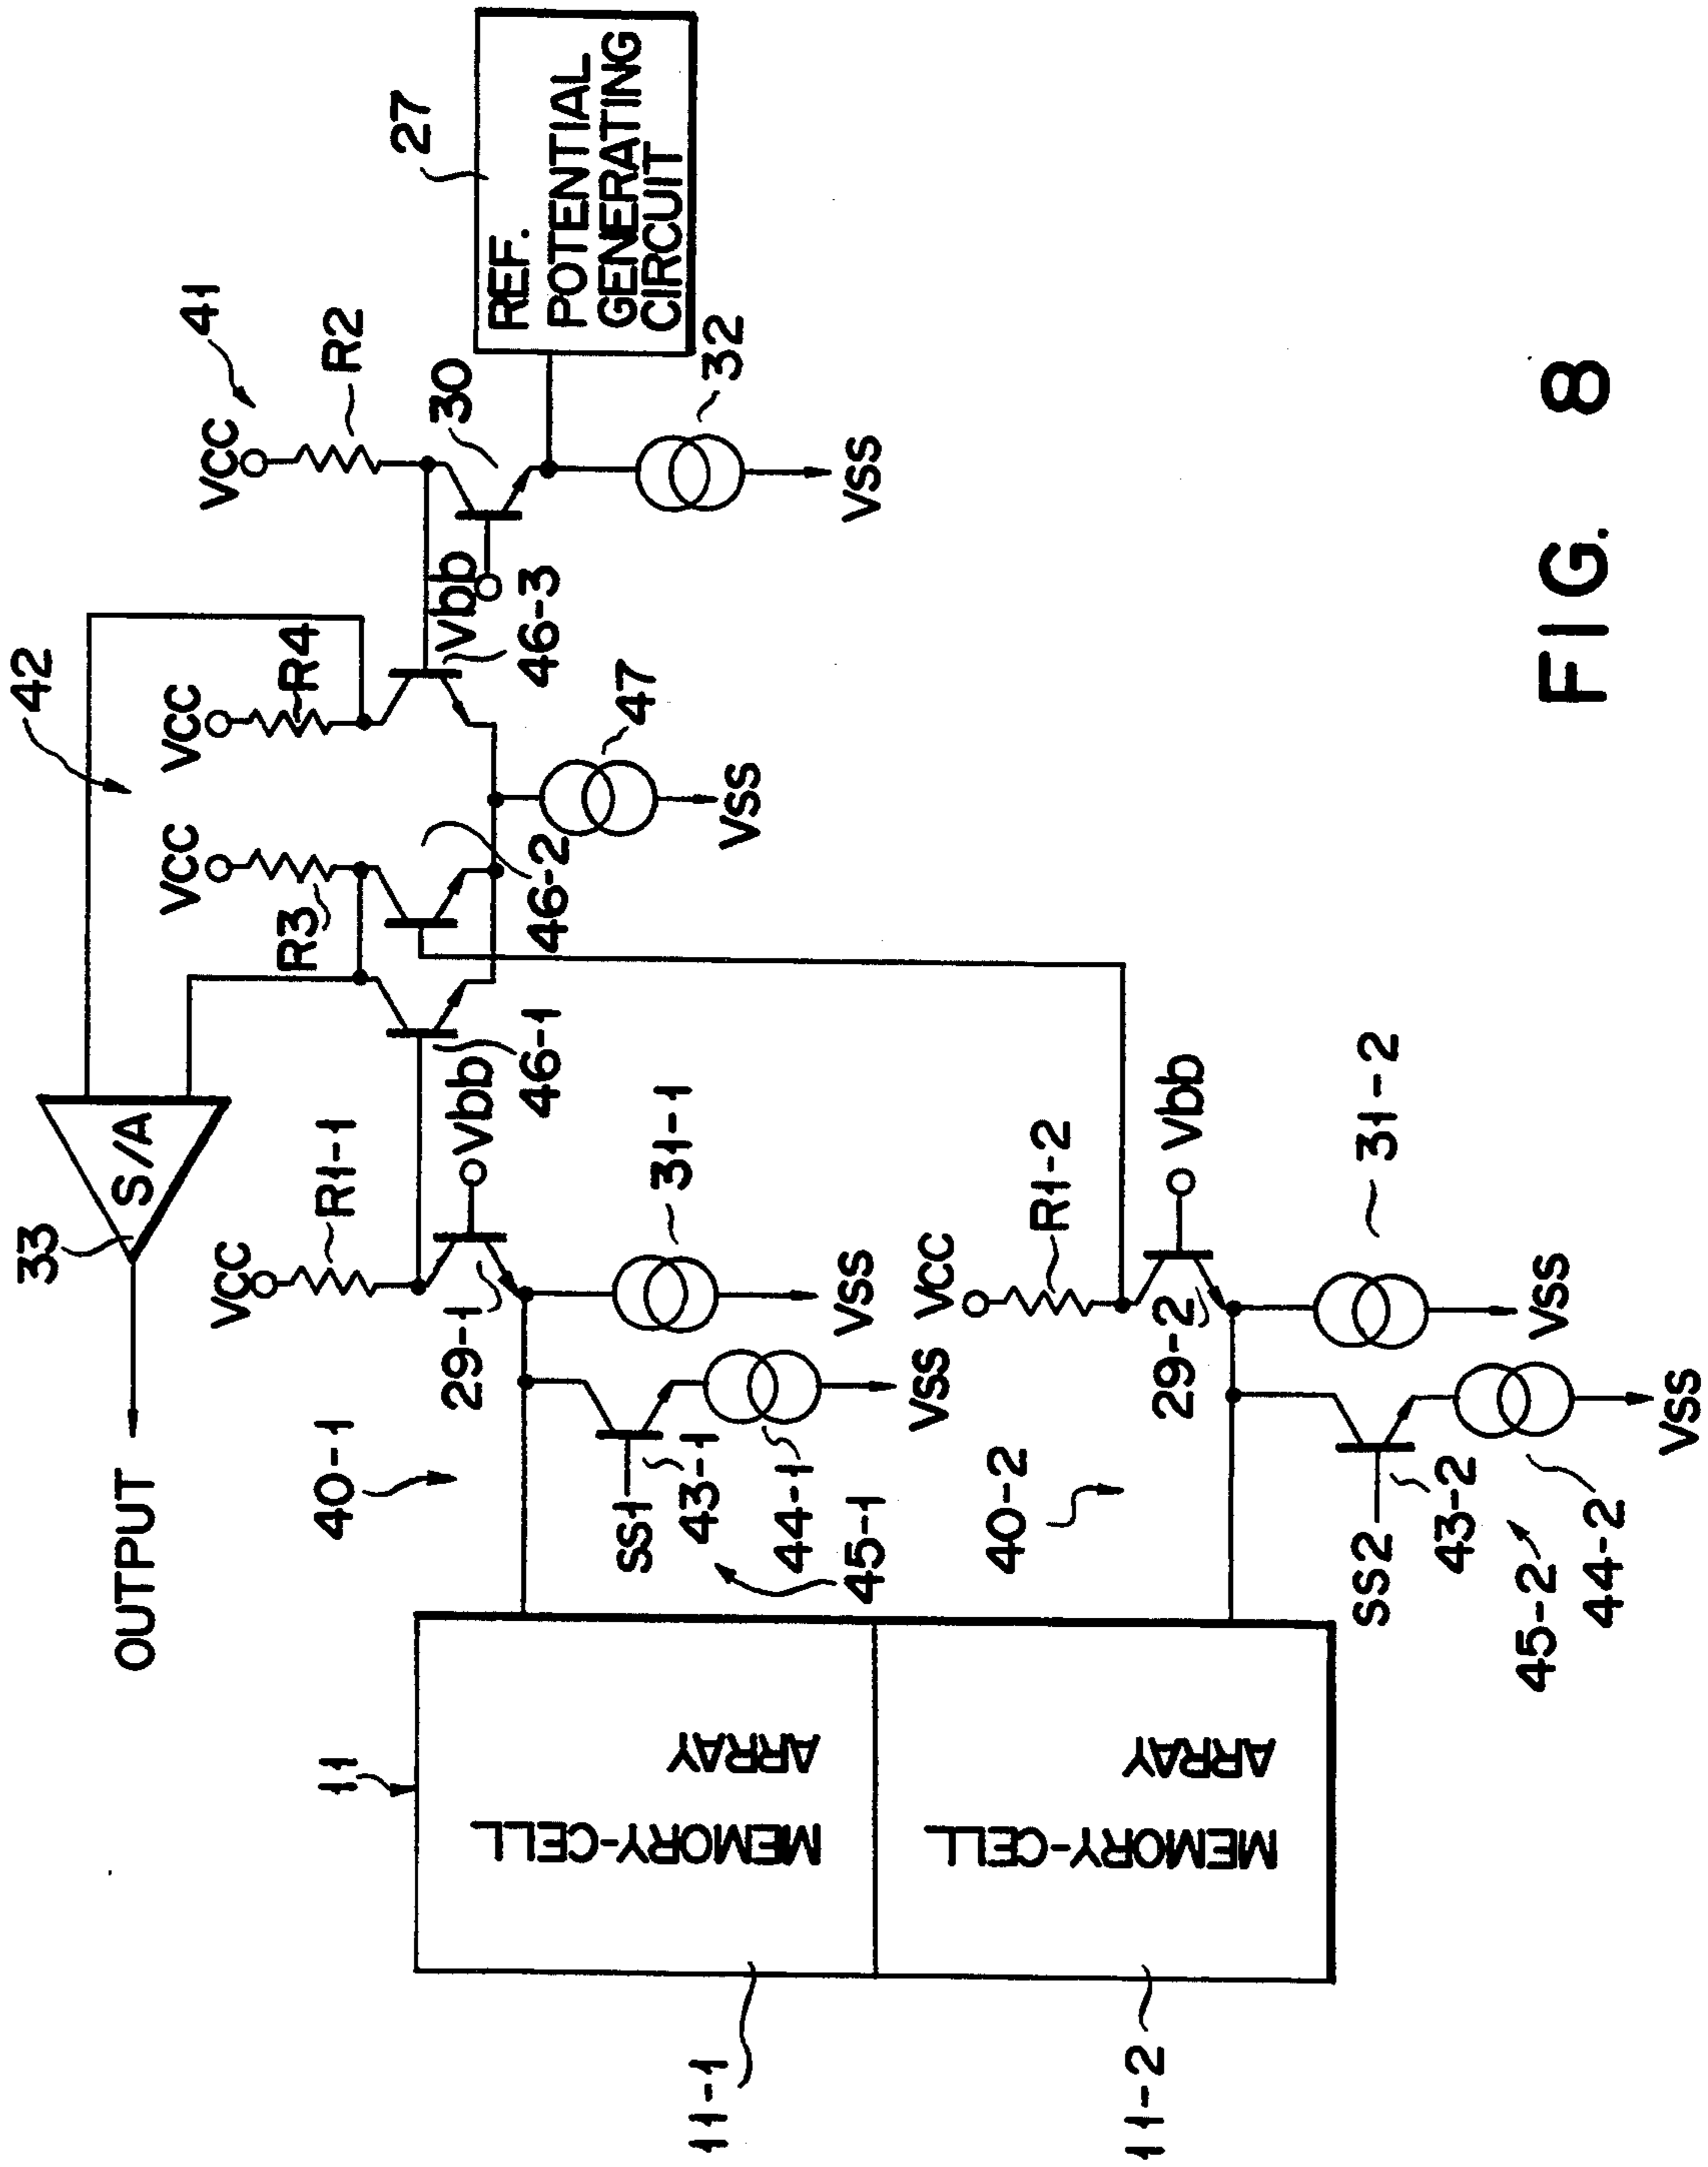 OUTPUT
33
S/A
42
41
VCC
R1-1
VCC
R3
VCC
R4
VCC
R2
27
REF.
POTENTIAL
GENERATING
CIRCUIT
40-1
29-1
Vbb
46-1
46-2
46-3
Vbb
30
11
SS1
43-1
44-1
45-1
VSS
31-1
VSS
47
VSS
32
VSS
MEMORY-CELL
ARRAY
11-1
40-2
VCC
R1-2
29-2
Vbb
MEMORY-CELL
ARRAY
11-2
SS2
43-2
44-2
45-2
VSS
31-2
VSS
FIG. 8